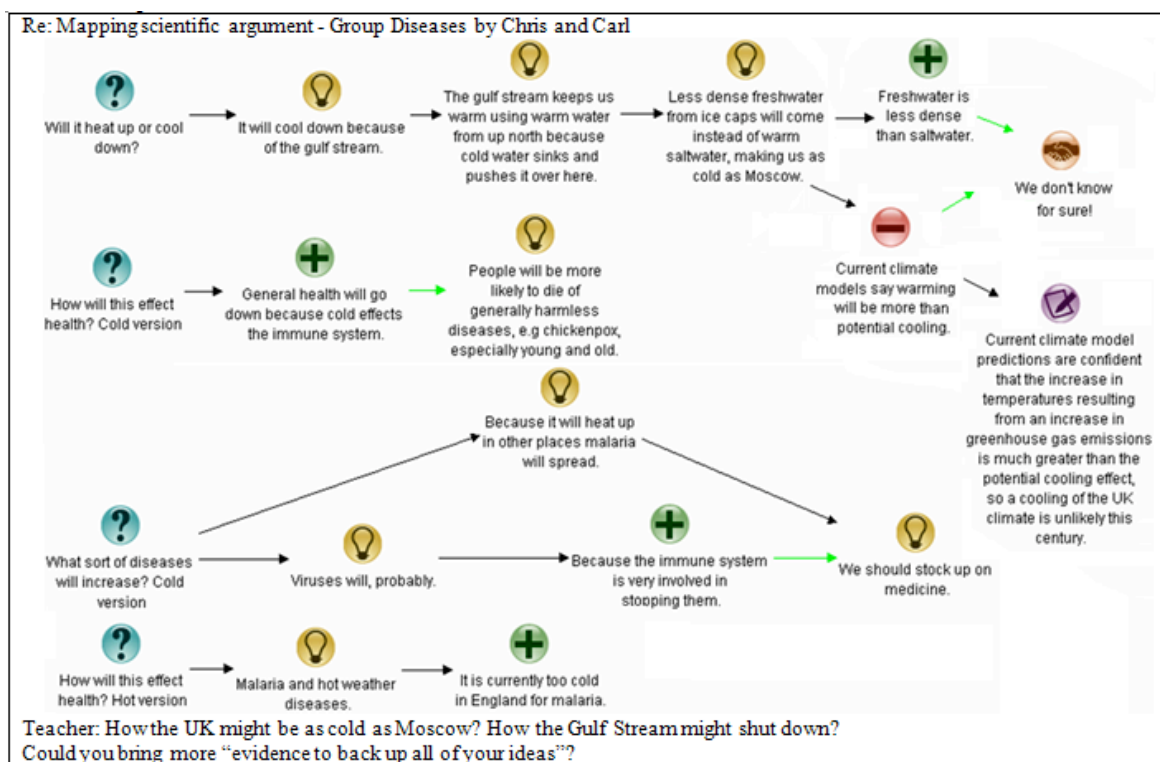 Re: Mapping scientific argument - Group Diseases by Chris and Carl
Will it heat up or cool
down?
It will cool down because
of the gulf stream.
The gulf stream keeps us
warm using warm water
from up north because
cold water sinks and
pushes it over here.
Less dense freshwater
from ice caps will come
instead of warm
saltwater, making us as
cold as Moscow.
Freshwater is
less dense
than saltwater.
We don't know
for sure!
Current climate
models say warming
will be more than
potential cooling.
Current climate model
predictions are confident
that the increase in
temperatures resulting
from an increase in
greenhouse gas emissions
is much greater than the
potential cooling effect,
so a cooling of the UK
climate is unlikely this
century.
How will this effect
health? Cold version
General health will go
down because cold effects
the immune system.
People will be more
likely to die of
generally harmless
diseases, e.g chickenpox,
especially young and old.
Because it will heat up
in other places malaria
will spread.
What sort of diseases
will increase? Cold
version
Viruses will, probably.
Because the immune system
is very involved in
stopping them.
We should stock up on
medicine.
How will this effect
health? Hot version
Malaria and hot weather
diseases.
It is currently too cold
in England for malaria.
Teacher: How the UK might be as cold as Moscow? How the Gulf Stream might shut down?
Could you bring more “evidence to back up all of your ideas”?